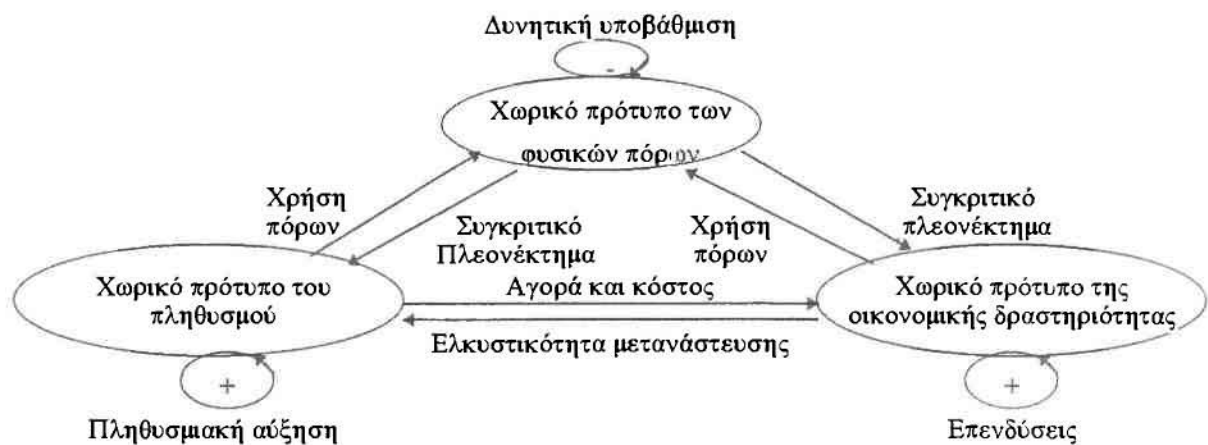 Δυνητική υποβάθμιση
-
Χωρικό πρότυπο των
φυσικών πόρων
Χρήση
πόρων
Συγκριτικό
Πλεονέκτημα
Χρήση
πόρων
Συγκριτικό
πλεονέκτημα
Χωρικό πρότυπο του
πληθυσμού
Αγορά και κόστος
Ελκυστικότητα μετανάστευσης
Χωρικό πρότυπο της
οικονομικής δραστηριότητας
+
Πληθυσμιακή αύξηση
+
Επενδύσεις